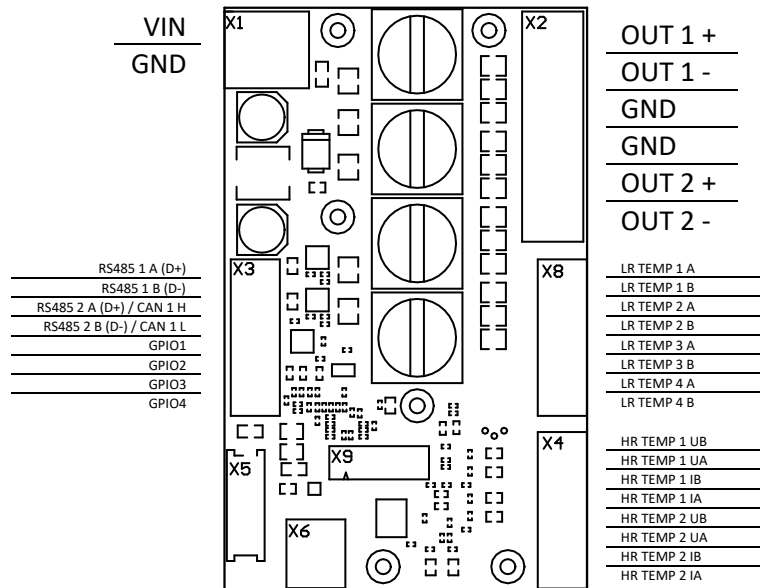 VIN
GND
X1
X2
OUT 1 +
OUT 1 -
GND
GND
OUT 2 +
OUT 2 -
X3
RS485 1 A (D+)
RS485 1 B (D-)
RS485 2 A (D+) / CAN 1 H
RS485 2 B (D-) / CAN 1 L
GPIO1
GPIO2
GPIO3
GPIO4
X8
LR TEMP 1 A
LR TEMP 1 B
LR TEMP 2 A
LR TEMP 2 B
LR TEMP 3 A
LR TEMP 3 B
LR TEMP 4 A
LR TEMP 4 B
X4
HR TEMP 1 UB
HR TEMP 1 UA
HR TEMP 1 IB
HR TEMP 1 IA
HR TEMP 2 UB
HR TEMP 2 UA
HR TEMP 2 IB
HR TEMP 2 IA
X9
X5
X6